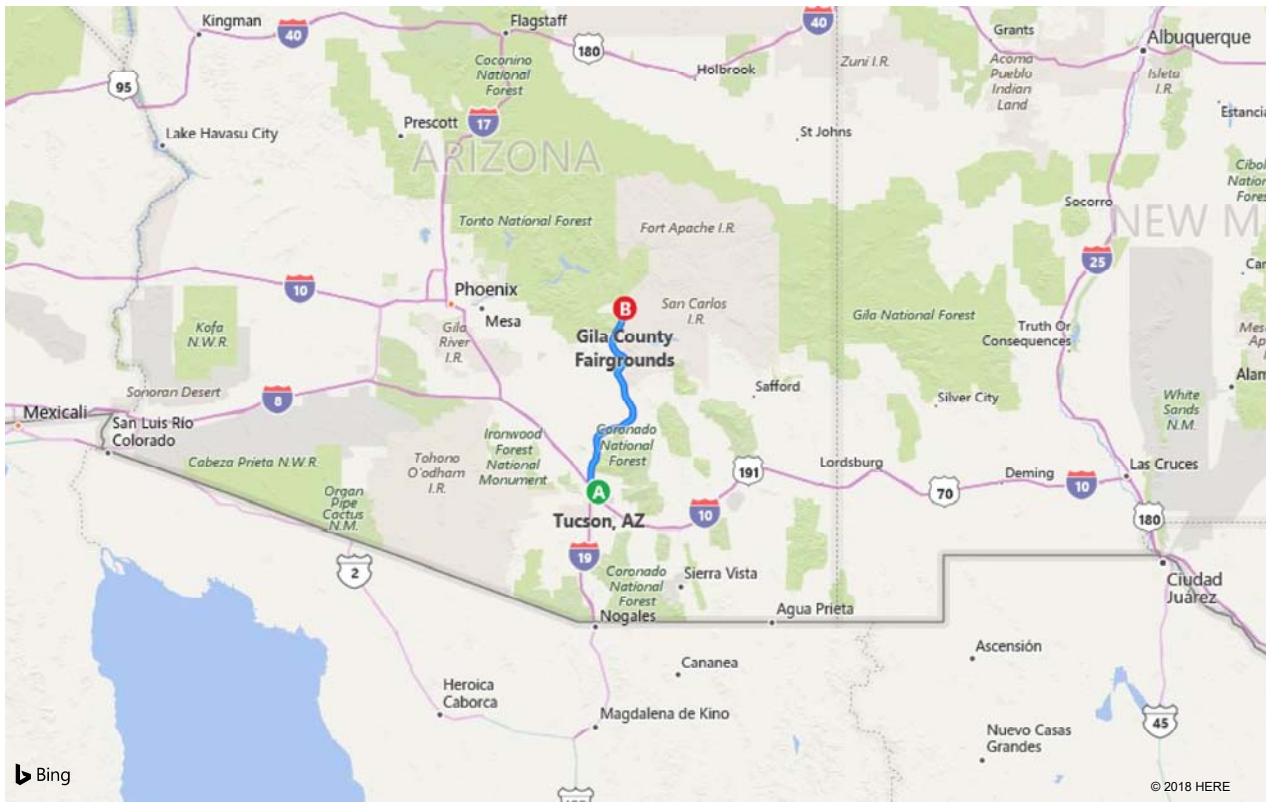 Kingman
40
Flagstaff
180
40
Grants
Albuquerque
95
Coconino
National
Forest
Holbrook
Zuni I.R.
Acoma
Pueblo
Indian
Land
Isleta
I.R.
Lake Havasu City
Prescott
17
St Johns
ARIZONA
Tonto National Forest
Fort Apache I.R.
Socorro
NEW M
25
10
Phoenix
Mesa
B
San Carlos
I.R.
Gila National Forest
Truth Or
Consequences
Kofa
N.W.R.
Gila
River
I.R.
Gila County
Fairgrounds
Sonoran Desert
8
Safford
Silver City
White
Sands
N.M.
Mexicali
San Luis Río
Colorado
Cabeza Prieta N.W.R.
Tohono
O'odham
I.R.
Ironwood
Forest
National
Monument
Coronado
National
Forest
191
Lordsburg
70
Deming
10
Las Cruces
Organ
Pipe
Cactus
N.M.
A
Tucson, AZ
10
180
2
19
Coronado
National
Forest
Sierra Vista
Ciudad
Juárez
Nogales
Agua Prieta
Cananea
Ascensión
Heroica
Caborca
Magdalena de Kino
45
Nuevo Casas
Grandes
Bing
© 2018 HERE